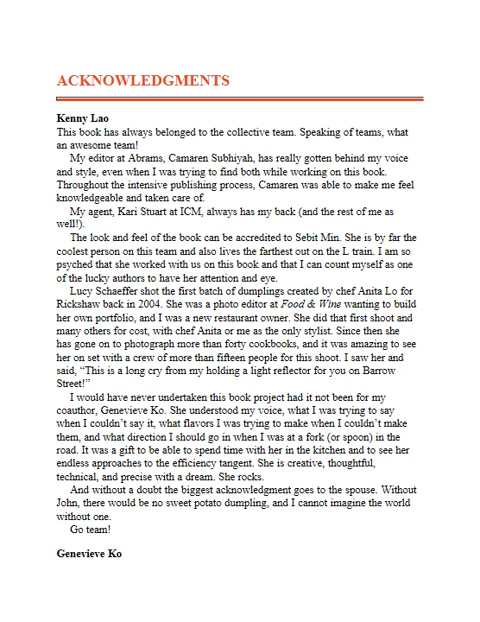 ACKNOWLEDGMENTS
Kenny Lao
This book has always belonged to the collective team. Speaking of teams, what
an awesome team!
My editor at Abrams, Camaren Subhiyah, has really gotten behind my voice
and style, even when I was trying to find both while working on this book.
Throughout the intensive publishing process, Camaren was able to make me feel
knowledgeable and taken care of.
My agent, Kari Stuart at ICM, always has my back (and the rest of me as
well!).
The look and feel of the book can be accredited to Sebit Min. She is by far the
coolest person on this team and also lives the farthest out on the L train. I am so
psyched that she worked with us on this book and that I can count myself as one
of the lucky authors to have her attention and eye.
Lucy Schaeffer shot the first batch of dumplings created by chef Anita Lo for
Rickshaw back in 2004. She was a photo editor at Food & Wine wanting to build
her own portfolio, and I was a new restaurant owner. She did that first shoot and
many others for cost, with chef Anita or me as the only stylist. Since then she
has gone on to photograph more than forty cookbooks, and it was amazing to see
her on set with a crew of more than fifteen people for this shoot. I saw her and
said, “This is a long cry from my holding a light reflector for you on Barrow
Street!”
I would have never undertaken this book project had it not been for my
coauthor, Genevieve Ko. She understood my voice, what I was trying to say
when I couldn’t say it, what flavors I was trying to make when I couldn’t make
them, and what direction I should go in when I was at a fork (or spoon) in the
road. It was a gift to be able to spend time with her in the kitchen and to see her
endless approaches to the efficiency tangent. She is creative, thoughtful,
technical, and precise with a dream. She rocks.
And without a doubt the biggest acknowledgment goes to the spouse. Without
John, there would be no sweet potato dumpling, and I cannot imagine the world
without one.
Go team!
Genevieve Ko